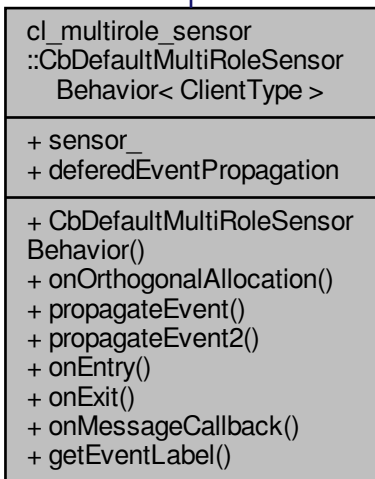 cl_multirole_sensor
::CbDefaultMultiRoleSensor
Behavior< ClientType >
+ sensor_
+ deferedEventPropagation
+ CbDefaultMultiRoleSensor
Behavior()
+ onOrthogonalAllocation()
+ propagateEvent()
+ propagateEvent2()
+ onEntry()
+ onExit()
+ onMessageCallback()
+ getEventLabel()